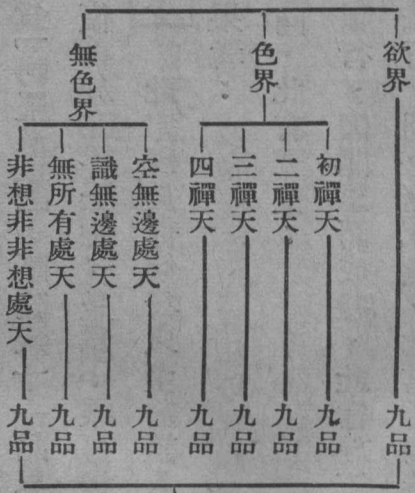 欲界
九品
色界
初禪天
九品
二禪天
九品
三禪天
九品
四禪天
九品
無色界
空無邊處天
九品
識無邊處天
九品
無所有處天
九品
非想非非想處天
九品